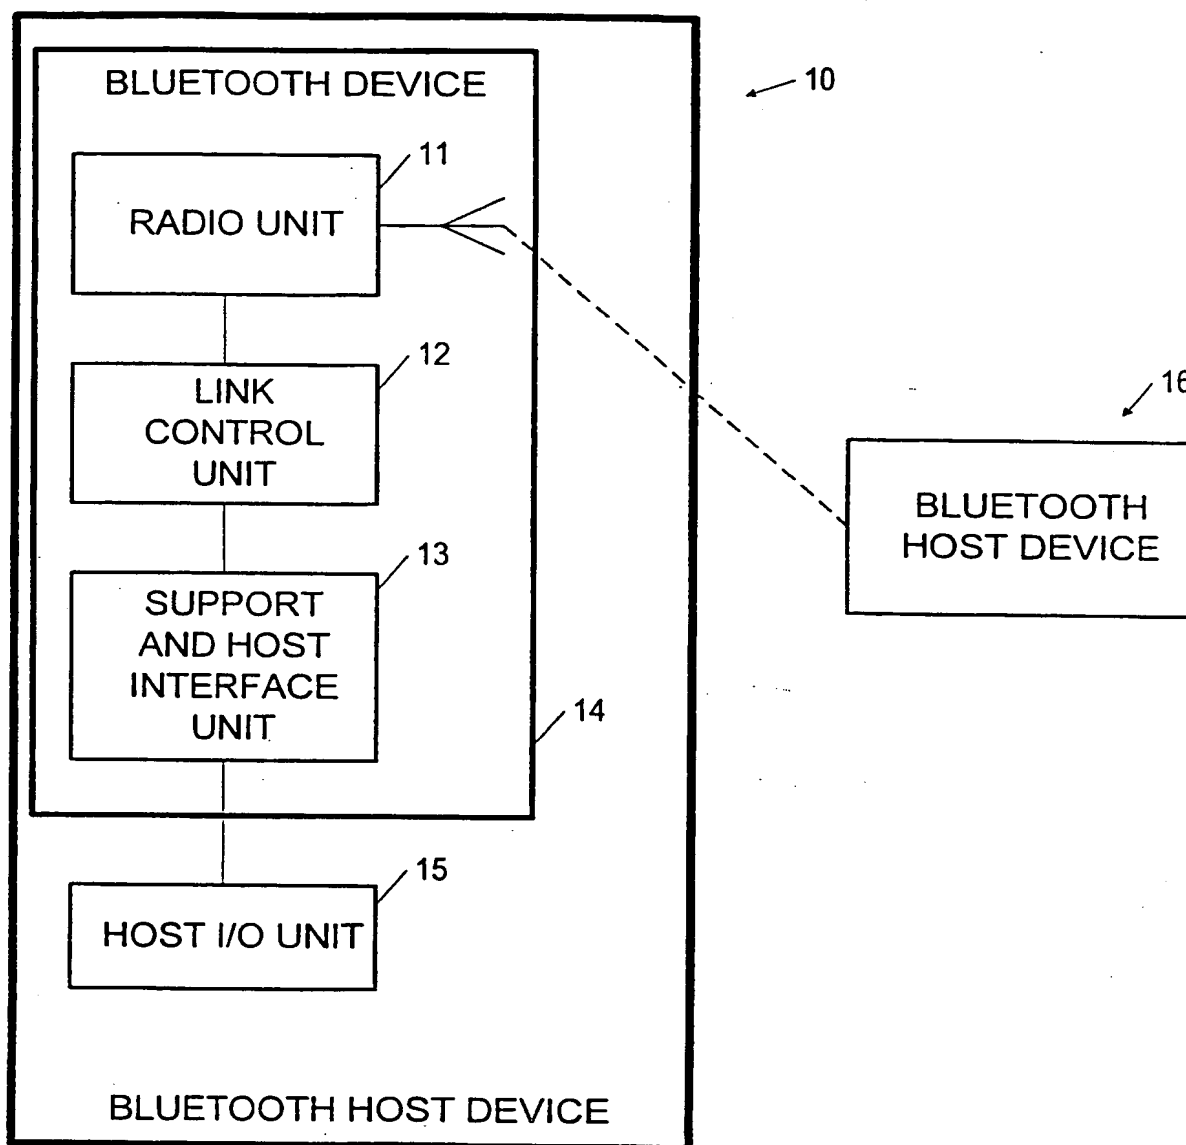 BLUETOOTH DEVICE
10
11
RADIO UNIT
12
LINK
CONTROL
UNIT
16
BLUETOOTH
HOST DEVICE
13
SUPPORT
AND HOST
INTERFACE
UNIT
14
15
HOST I/O UNIT
BLUETOOTH HOST DEVICE